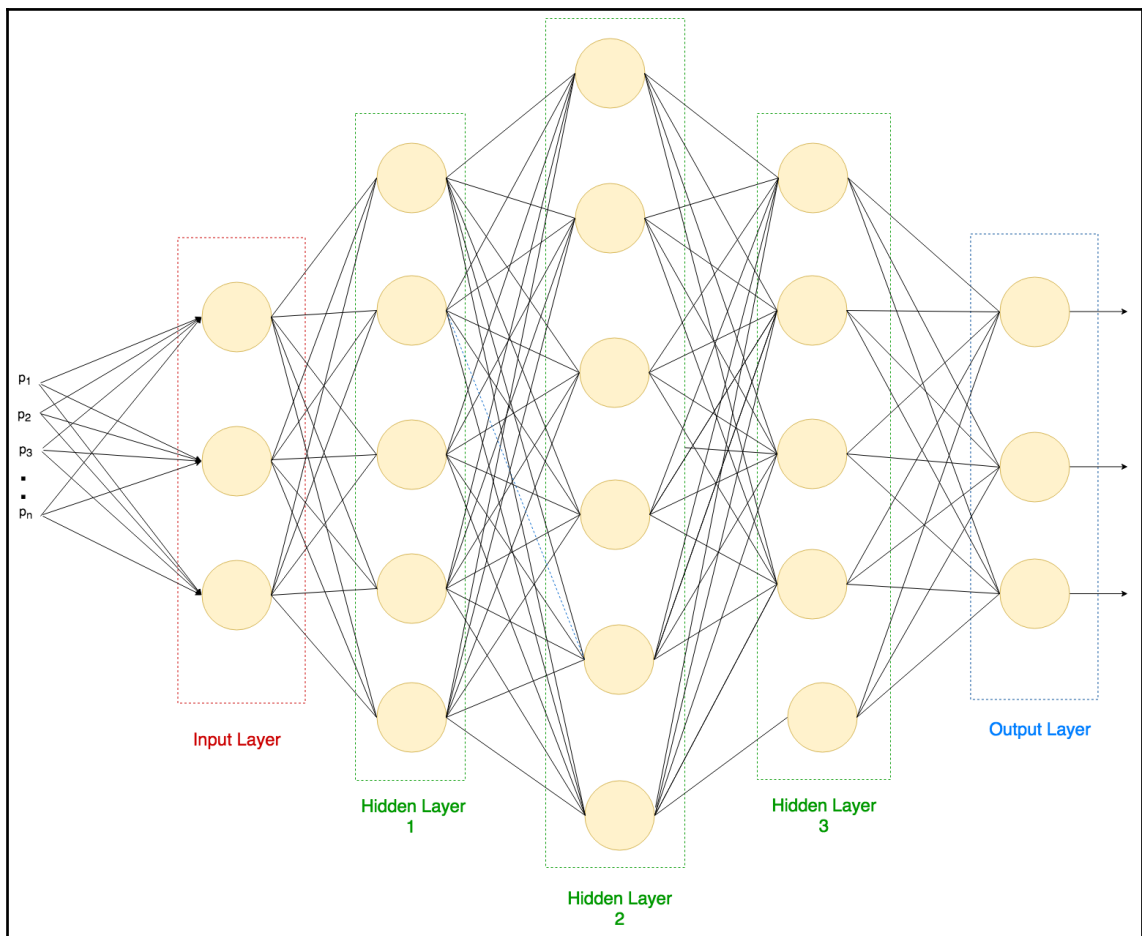 p1
p2
p3
.
.
pn
Input Layer
Hidden Layer
1
Hidden Layer
2
Hidden Layer
3
Output Layer